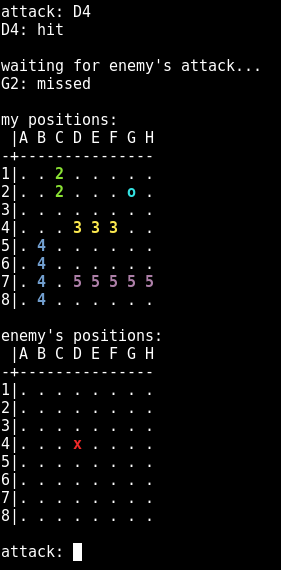 attack: D4
D4: hit

waiting for enemy's attack...
G2: missed

my positions:
 |A B C D E F G H
-+---------------
1|. . 2 . . . . .
2|. . 2 . . . o .
3|. . . . . . . .
4|. . . 3 3 3 . .
5|. 4 . . . . . .
6|. 4 . . . . . .
7|. 4 . 5 5 5 5 5
8|. 4 . . . . . .

enemy's positions:
 |A B C D E F G H
-+---------------
1|. . . . . . . .
2|. . . . . . . .
3|. . . . . . . .
4|. . . x . . . .
5|. . . . . . . .
6|. . . . . . . .
7|. . . . . . . .
8|. . . . . . . .

attack: